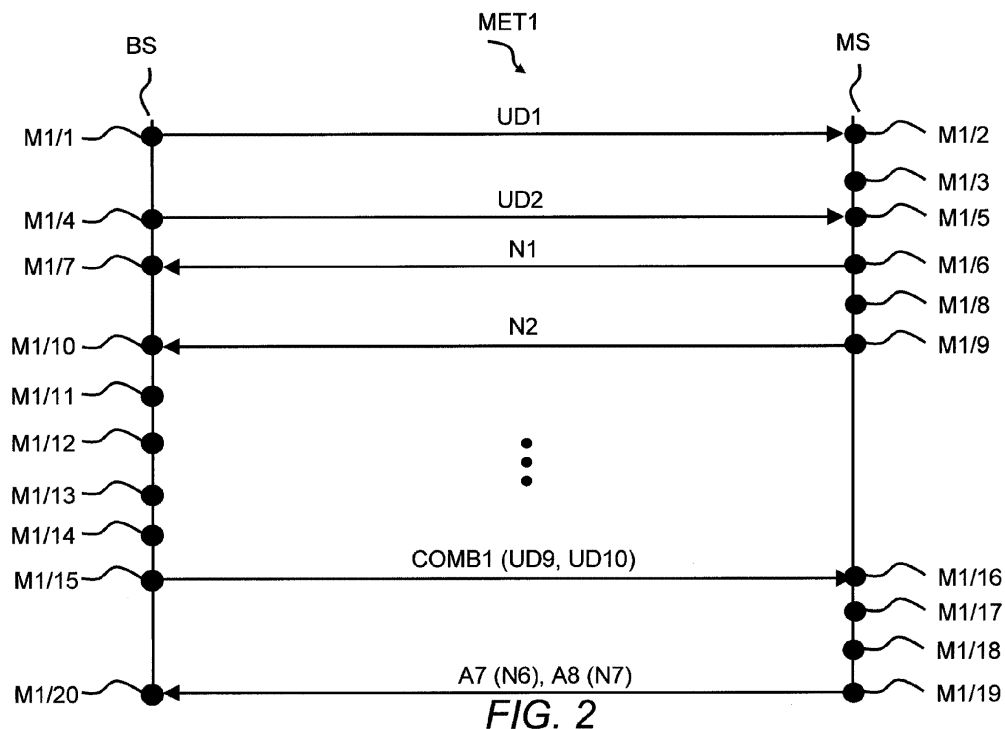 BS MET1 MS
M1/1 UD1 M1/2
M1/3
M1/4 UD2 M1/5
M1/7 N1 M1/6
M1/8
M1/10 N2 M1/9
M1/11
M1/12
M1/13
M1/14
M1/15 COMB1 (UD9, UD10) M1/16
M1/17
M1/18
M1/20 A7 (N6), A8 (N7) M1/19
FIG. 2